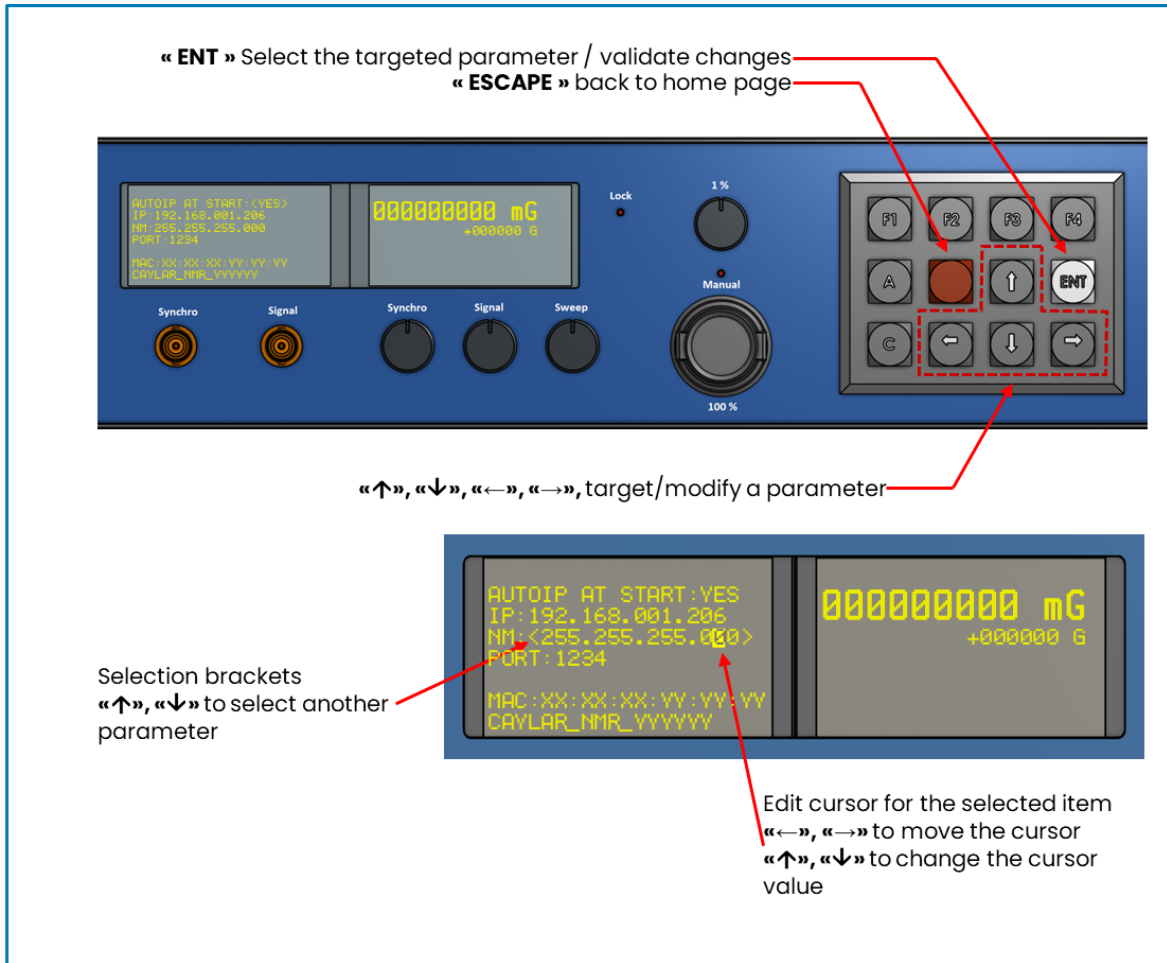 « ENT » Select the targeted parameter / validate changes
« ESCAPE » back to home page
AUTOIP AT START:<YES>
IP:192.168.001.206
NM:255.255.255.000
PORT:1234
MAC:XX:XX:XX:YY:YY:YY
CAYLAR_NMR_YYYYYY
000000000 mG
+000000 G
Lock
1 %
Manual
100 %
Synchro
Signal
Synchro
Signal
Sweep
F1
F2
F3
F4
A
↑
ENT
C
←
↓
→
«↑», «↓», «←», «→», target/modify a parameter
AUTOIP AT START:YES
IP:192.168.001.206
NM:<255.255.255.000>
PORT:1234
MAC:XX:XX:XX:YY:YY:YY
CAYLAR_NMR_YYYYYY
000000000 mG
+000000 G
Selection brackets
«↑», «↓» to select another
parameter
Edit cursor for the selected item
«←», «→» to move the cursor
«↑», «↓» to change the cursor
value